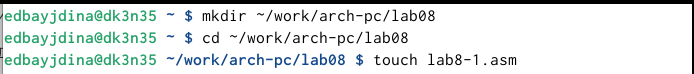 edbayjdina@dk3n35 ~ $ mkdir ~/work/arch-pc/lab08
edbayjdina@dk3n35 ~ $ cd ~/work/arch-pc/lab08
edbayjdina@dk3n35 ~/work/arch-pc/lab08 $ touch lab8-1.asm